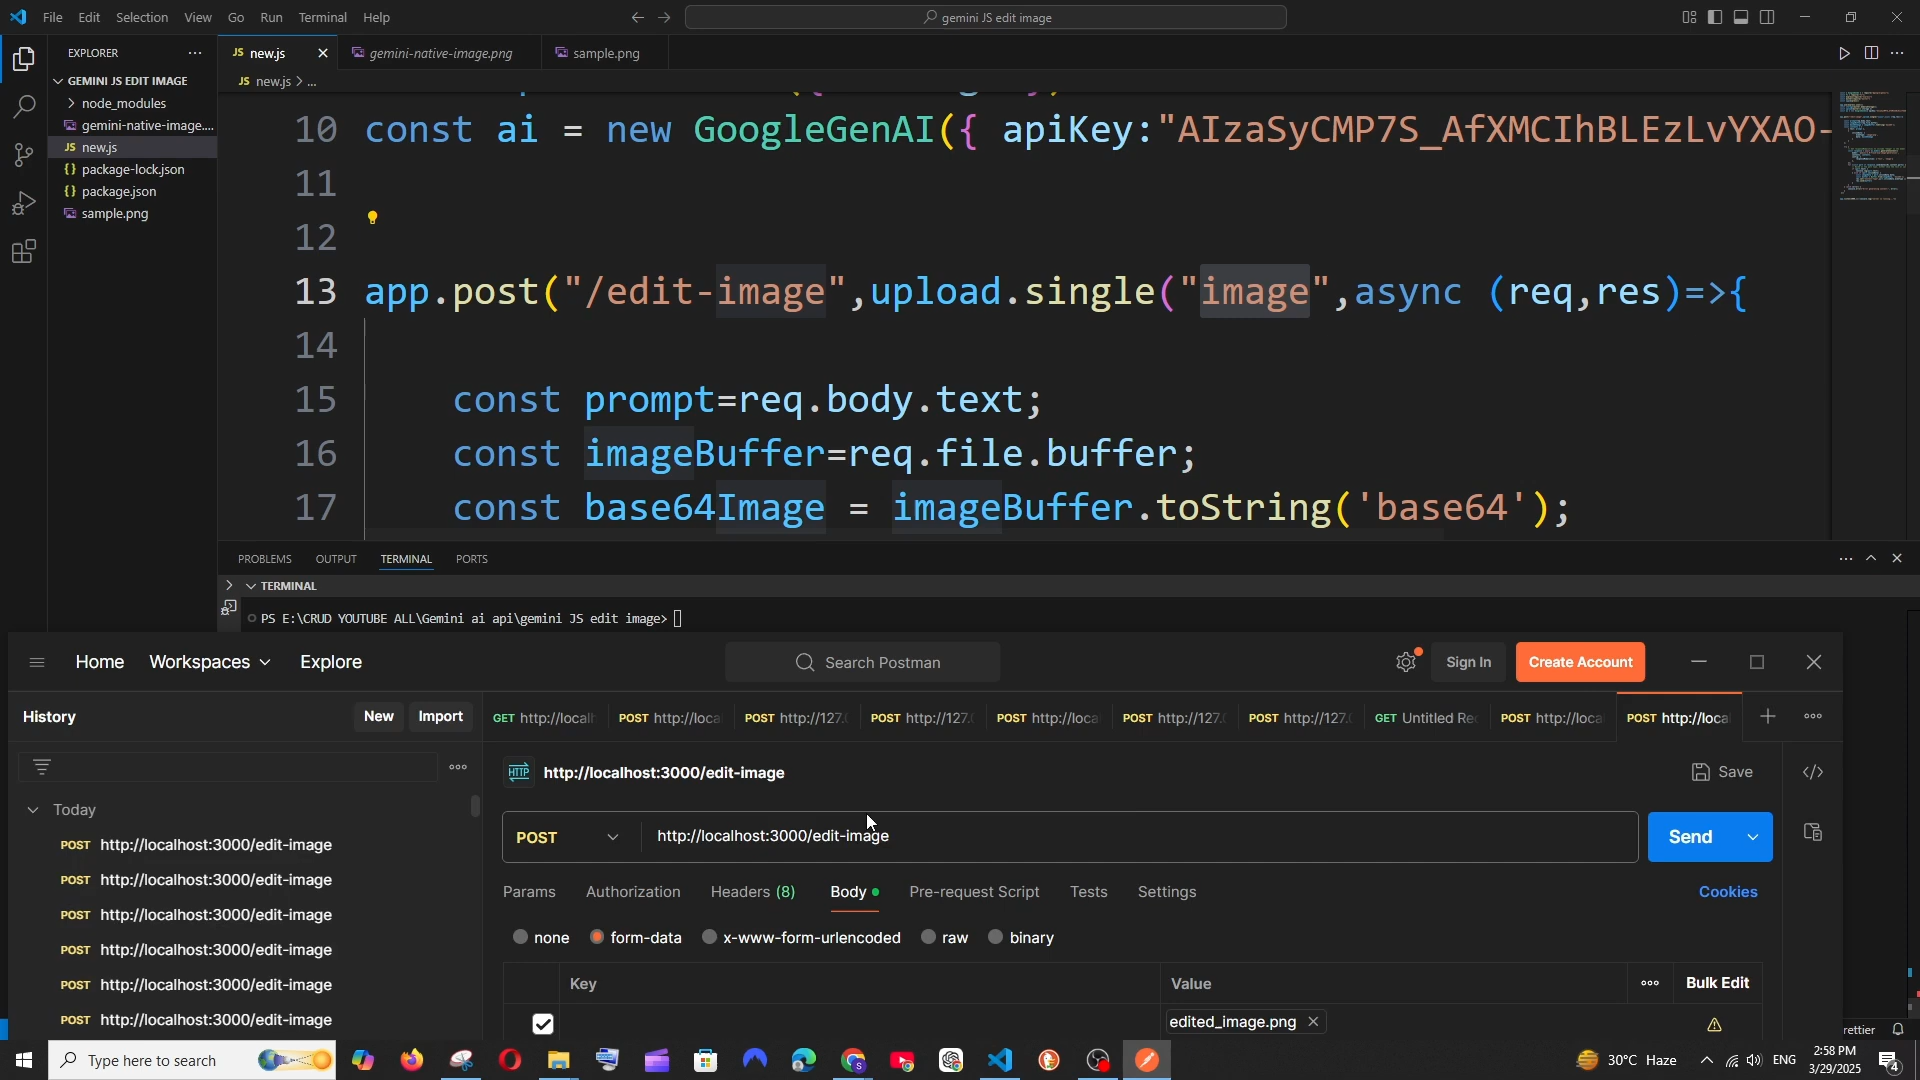 File Edit Selection View Go Run Terminal Help
gemini JS edit image
EXPLORER
JS new.js
gemini-native-image.png
sample.png
GEMINI JS EDIT IMAGE
JS new.js > ...
node_modules
gemini-native-image....
JS new.js
{} package-lock.json
{} package.json
sample.png
10 const ai = new GoogleGenAI({ apiKey:"AIzaSyCMP7S_AfXMCIhBLEzLvYXAO-
11
12
13 app.post("/edit-image",upload.single("image",async (req,res)=>{
14
15 const prompt=req.body.text;
16 const imageBuffer=req.file.buffer;
17 const base64Image = imageBuffer.toString('base64');
PROBLEMS OUTPUT TERMINAL PORTS
TERMINAL
PS E:\CRUD YOUTUBE ALL\Gemini ai api\gemini JS edit image>
Home Workspaces Explore
Search Postman
Sign In
Create Account
History
New
Import
GET http://local
POST http://loca
POST http://127.
POST http://127.
POST http://loca
POST http://127.
POST http://127.
GET Untitled Re
POST http://loca
POST http://loca
HTTP http://localhost:3000/edit-image
Save
Today
POST http://localhost:3000/edit-image
POST http://localhost:3000/edit-image
POST http://localhost:3000/edit-image
POST http://localhost:3000/edit-image
POST http://localhost:3000/edit-image
POST http://localhost:3000/edit-image
POST
http://localhost:3000/edit-image
Send
Params Authorization Headers (8) Body Pre-request Script Tests Settings
Cookies
none form-data x-www-form-urlencoded raw binary
Key
Value
Bulk Edit
edited_image.png
rettier
Type here to search
30°C Haze
ENG
2:58 PM
3/29/2025
4